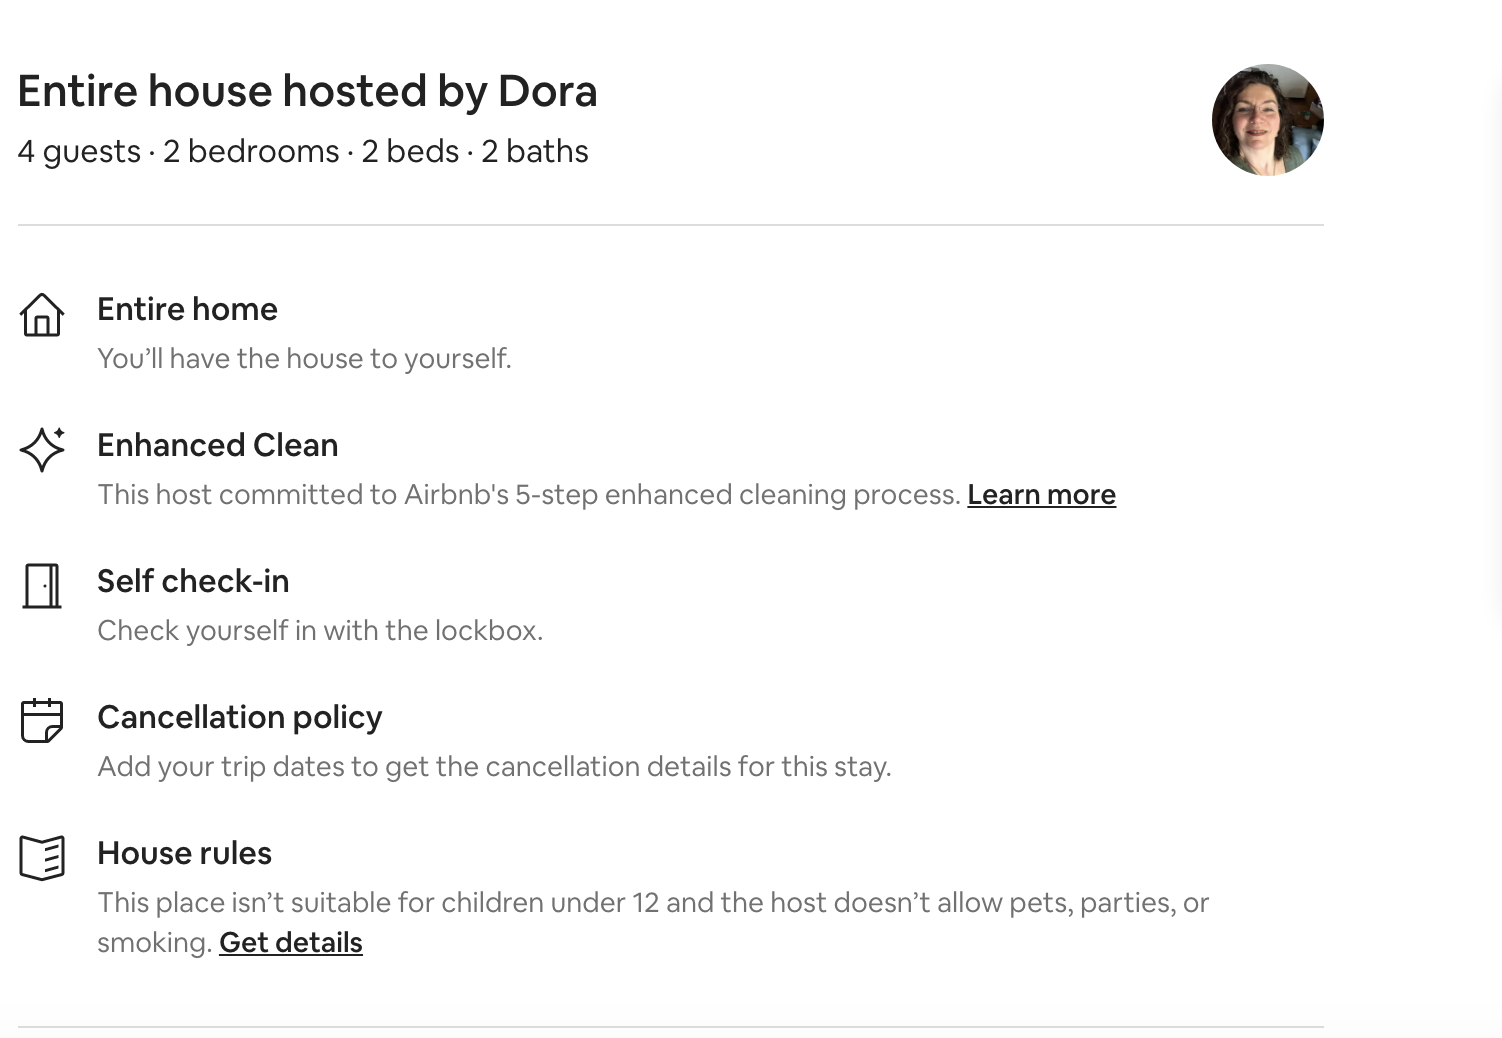 Entire house hosted by Dora
4 guests · 2 bedrooms · 2 beds · 2 baths
Entire home
You’ll have the house to yourself.
Enhanced Clean
This host committed to Airbnb's 5-step enhanced cleaning process. Learn more
Self check-in
Check yourself in with the lockbox.
Cancellation policy
Add your trip dates to get the cancellation details for this stay.
House rules
This place isn’t suitable for children under 12 and the host doesn’t allow pets, parties, or
smoking. Get details